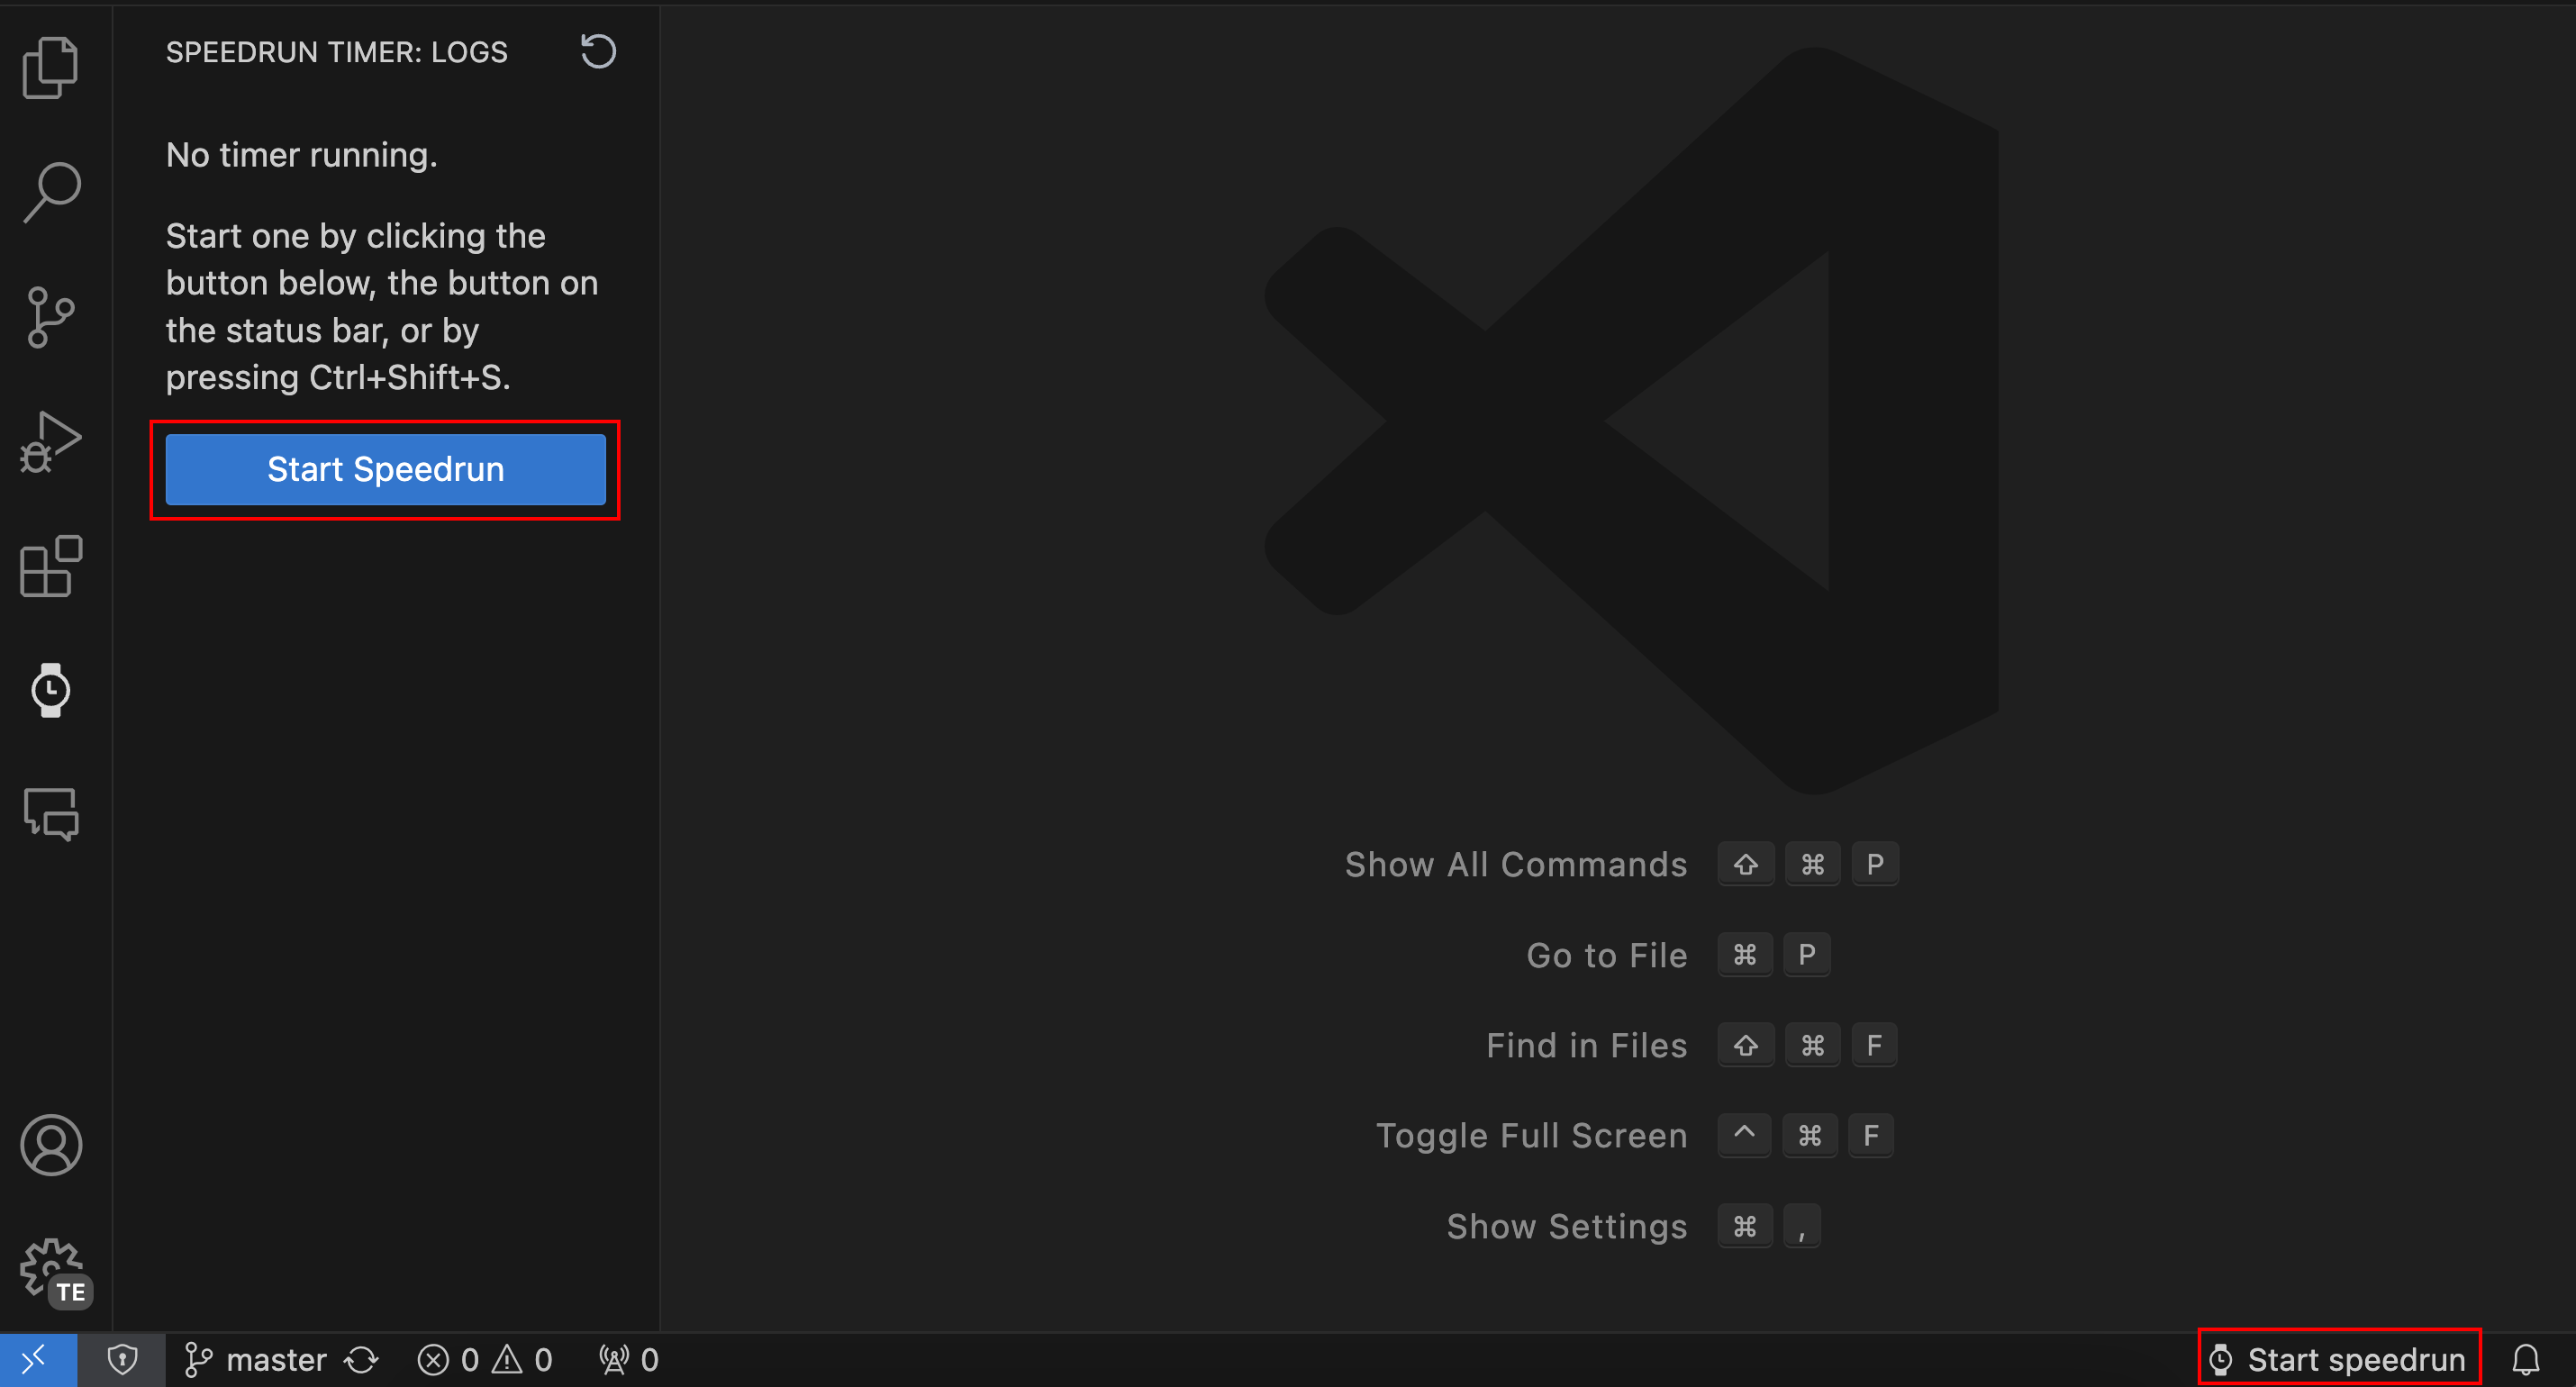 SPEEDRUN TIMER: LOGS
No timer running.
Start one by clicking the
button below, the button on
the status bar, or by
pressing Ctrl+Shift+S.
Start Speedrun
Show All Commands ⇧ ⌘ P
Go to File ⌘ P
Find in Files ⇧ ⌘ F
Toggle Full Screen ^ ⌘ F
Show Settings ⌘ ,
TE
master 0 0 0 Start speedrun